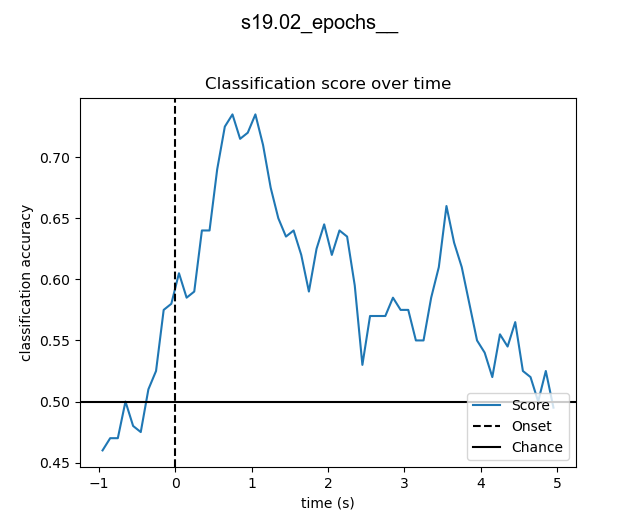 s19.02_epochs__
Classification score over time
classification accuracy
0.70
0.65
0.60
0.55
0.50
0.45
−1
0
1
2
3
4
5
time (s)
Score
Onset
Chance